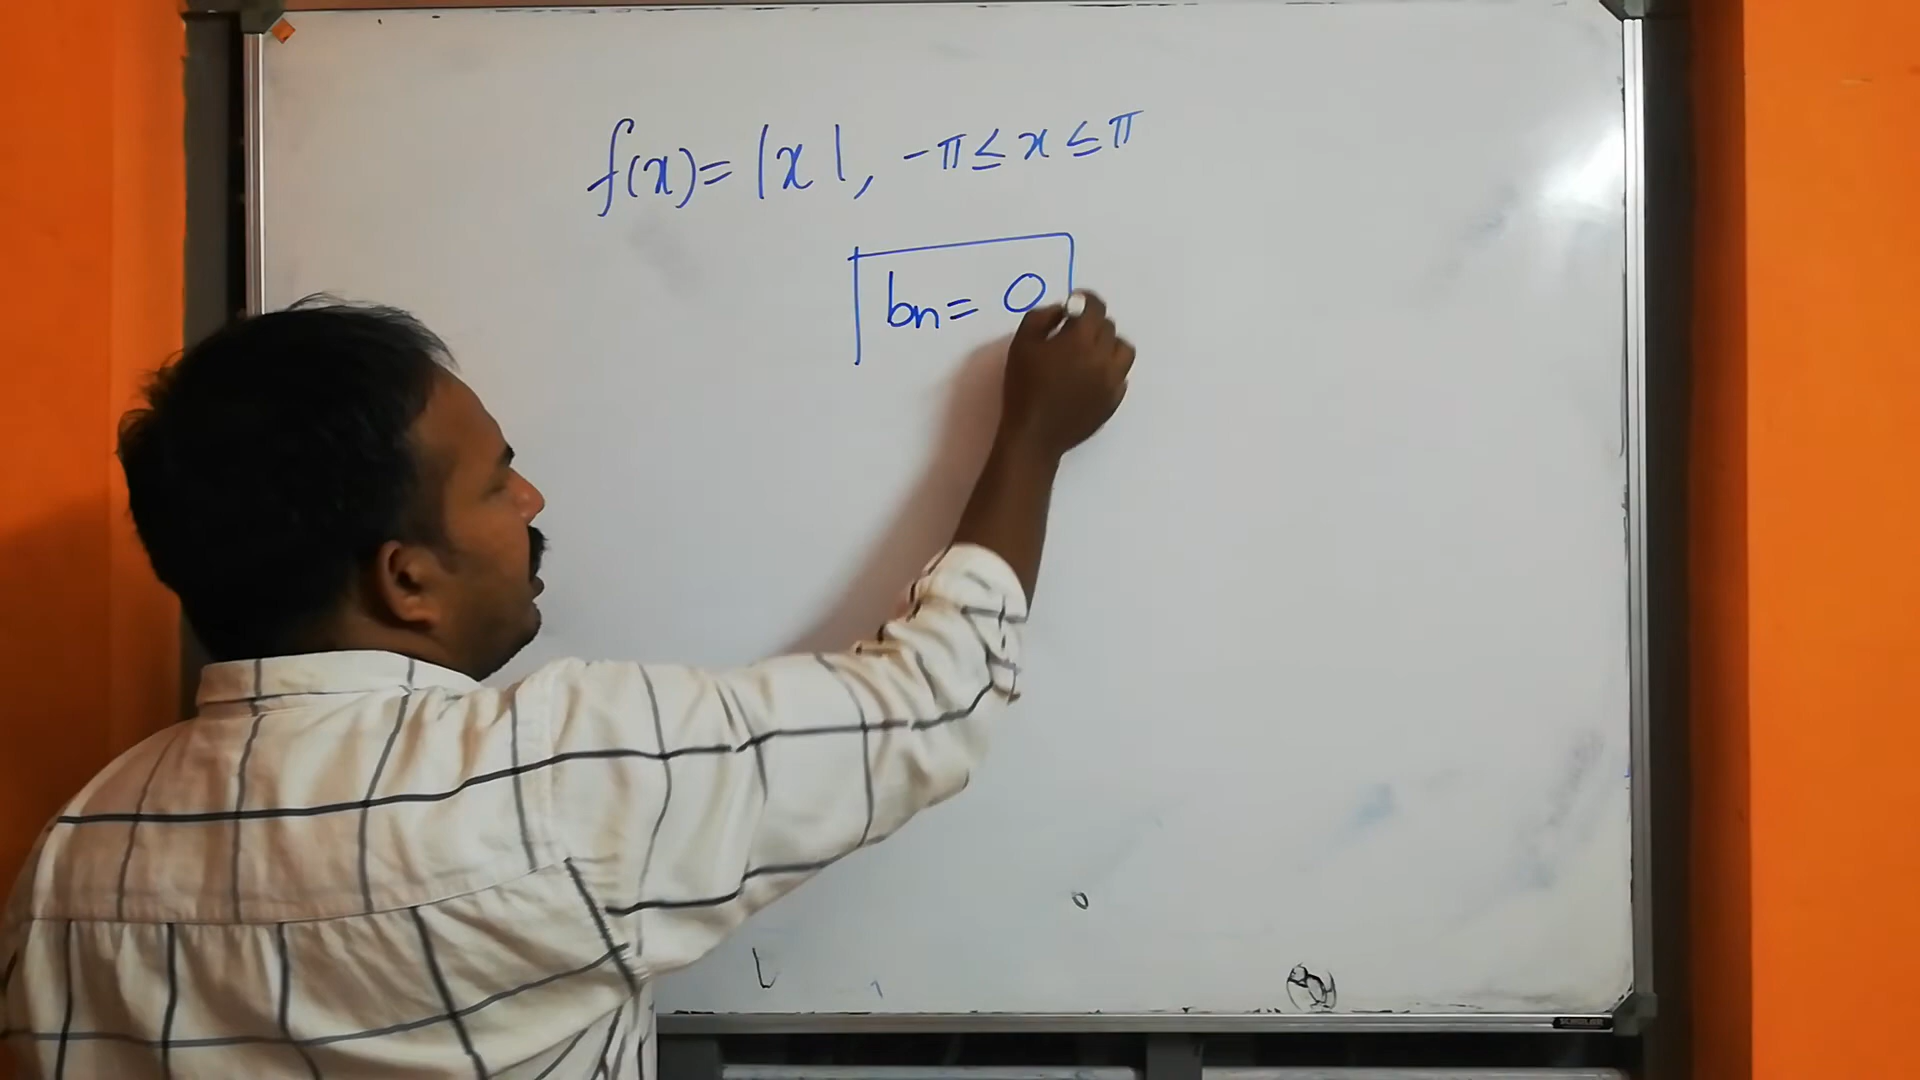 f(x) = |x|, -π ≤ x ≤ π
bn = 0